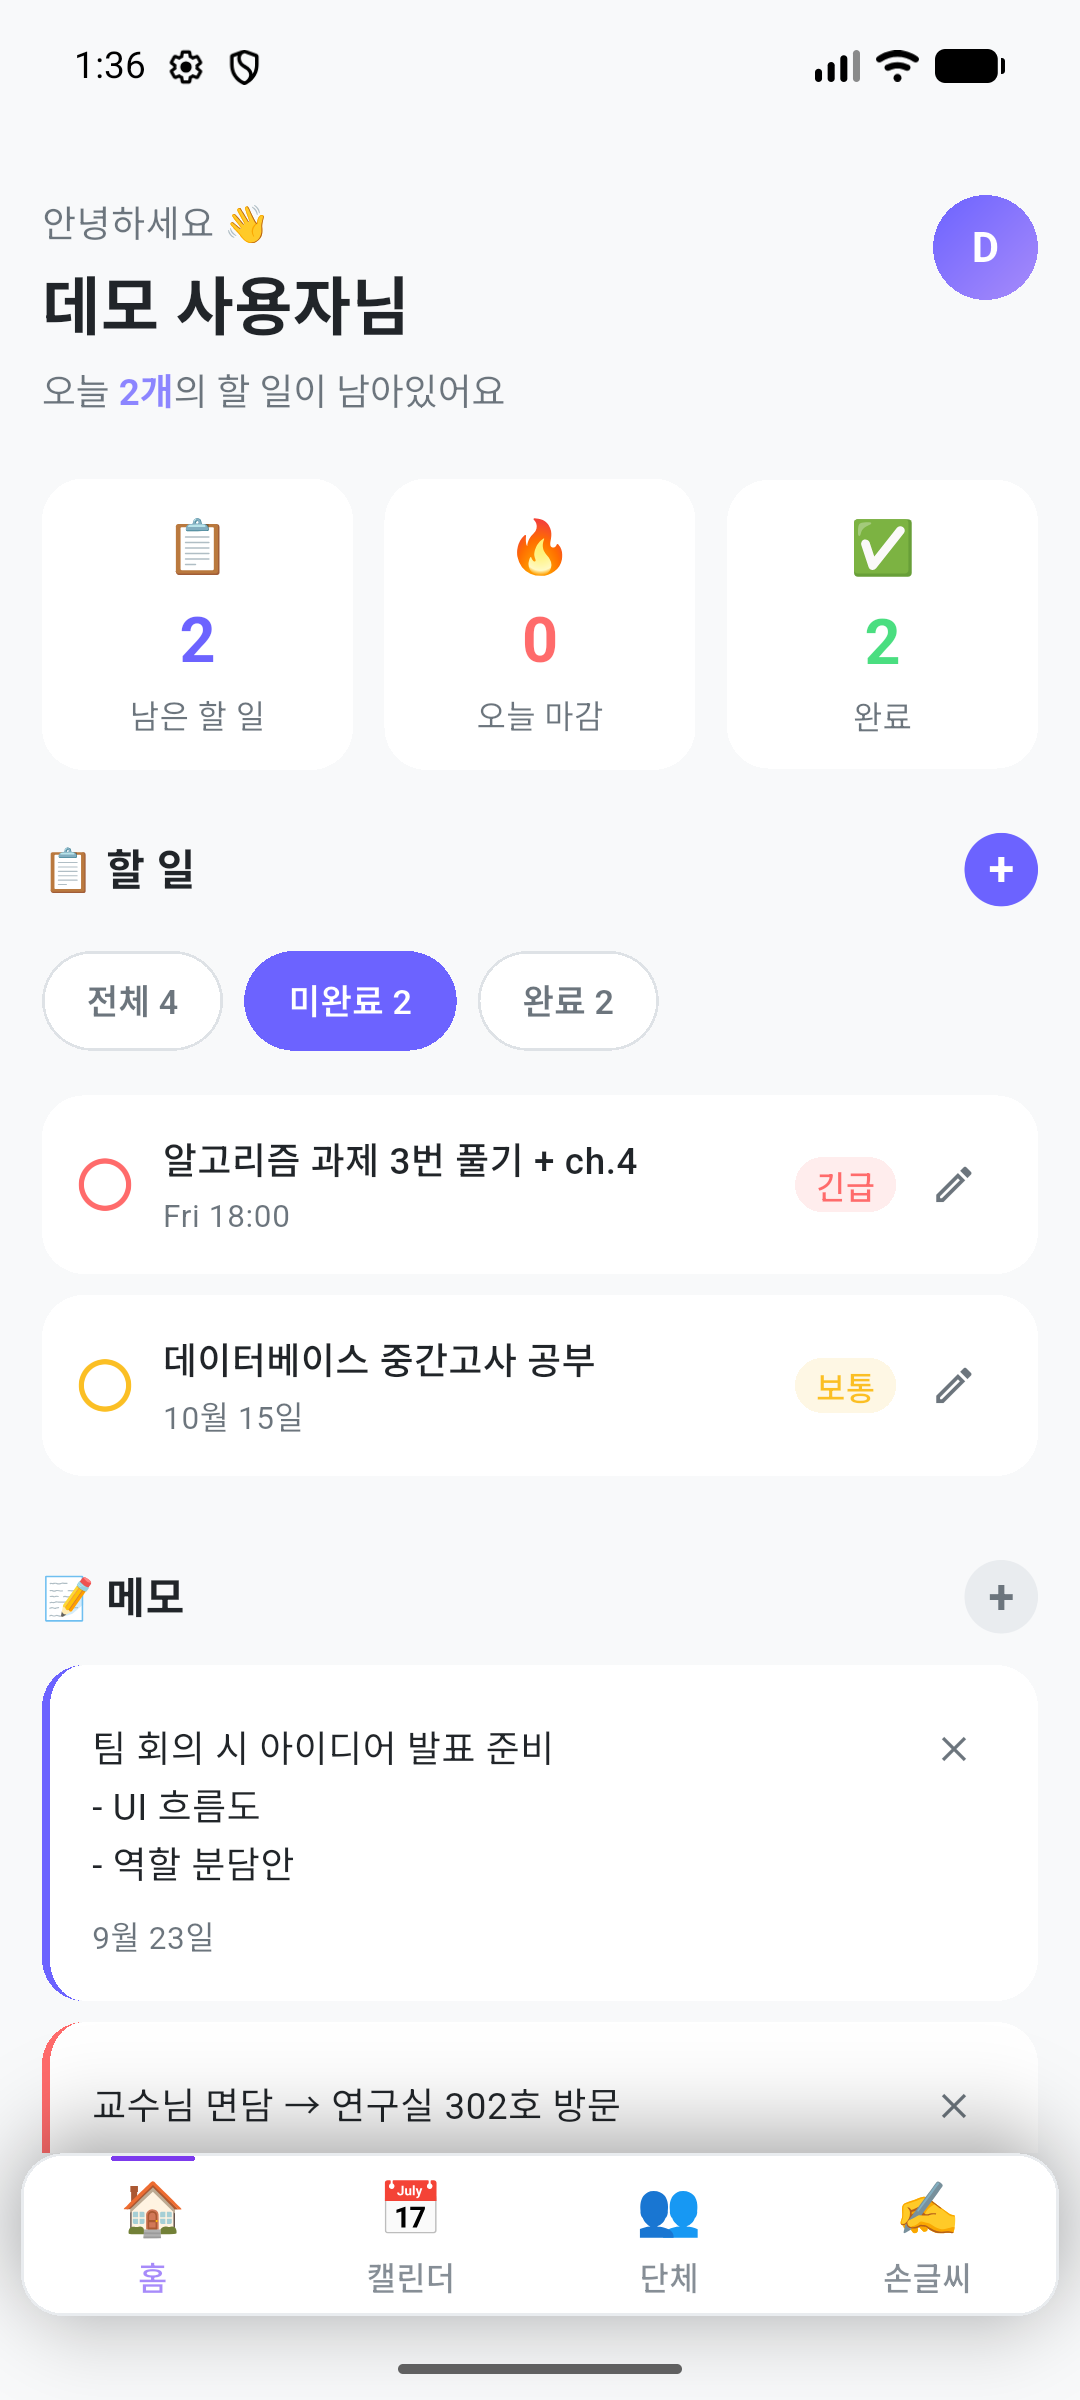 1:36
안녕하세요 👋
데모 사용자님
D
오늘 2개의 할 일이 남아있어요
📋 🔥 ✅
2 0 2
남은 할 일 오늘 마감 완료
📋 할 일 +
전체 4 미완료 2 완료 2
알고리즘 과제 3번 풀기 + ch.4
Fri 18:00
긴급
데이터베이스 중간고사 공부
10월 15일
보통
📝 메모 +
팀 회의 시 아이디어 발표 준비
- UI 흐름도
- 역할 분담안
9월 23일
교수님 면담 → 연구실 302호 방문
July
17
홈 캘린더 단체 손글씨